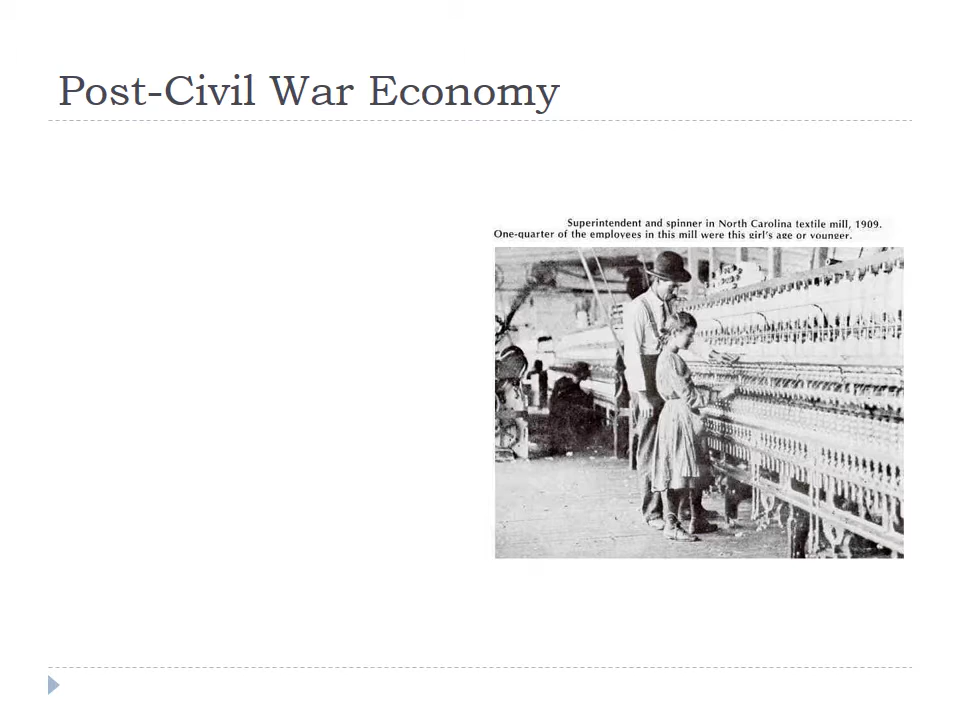 Post-Civil War Economy
Superintendent and spinner in North Carolina textile mill, 1909.
One-quarter of the employees in this mill were this girl's age or younger.